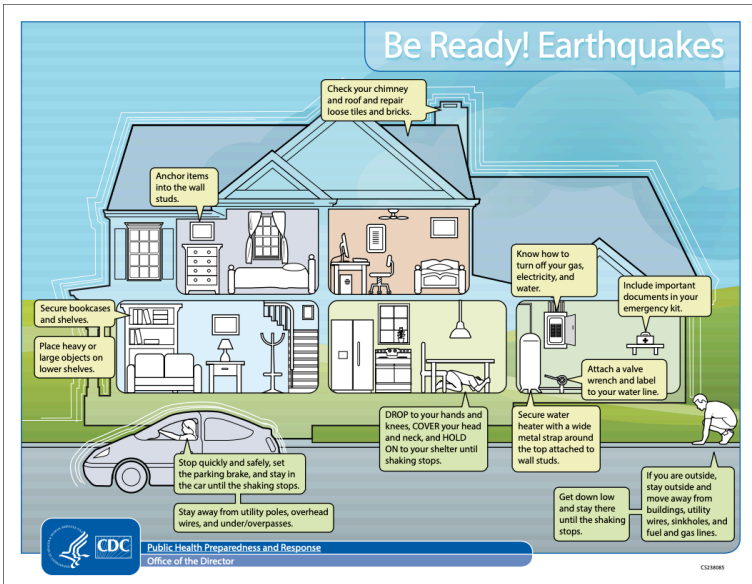 Be Ready! Earthquakes
Check your chimney
and roof and repair
loose tiles and bricks.
Anchor items
into the wall
studs.
Know how to
turn off your gas,
electricity, and
water.
Include important
documents in your
emergency kit.
Secure bookcases
and shelves.
Place heavy or
large objects on
lower shelves.
Attach a valve
wrench and label
to your water line.
DROP to your hands and
knees, COVER your head
and neck, and HOLD
ON to your shelter until
shaking stops.
Secure water
heater with a wide
metal strap around
the top attached to
wall studs.
Stop quickly and safely, set
the parking brake, and stay in
the car until the shaking stops.
Stay away from utility poles, overhead
wires, and under/overpasses.
Get down low
and stay there
until the shaking
stops.
If you are outside,
stay outside and
move away from
buildings, utility
wires, sinkholes, and
fuel and gas lines.
CDC
Public Health Preparedness and Response
Office of the Director
CS238085